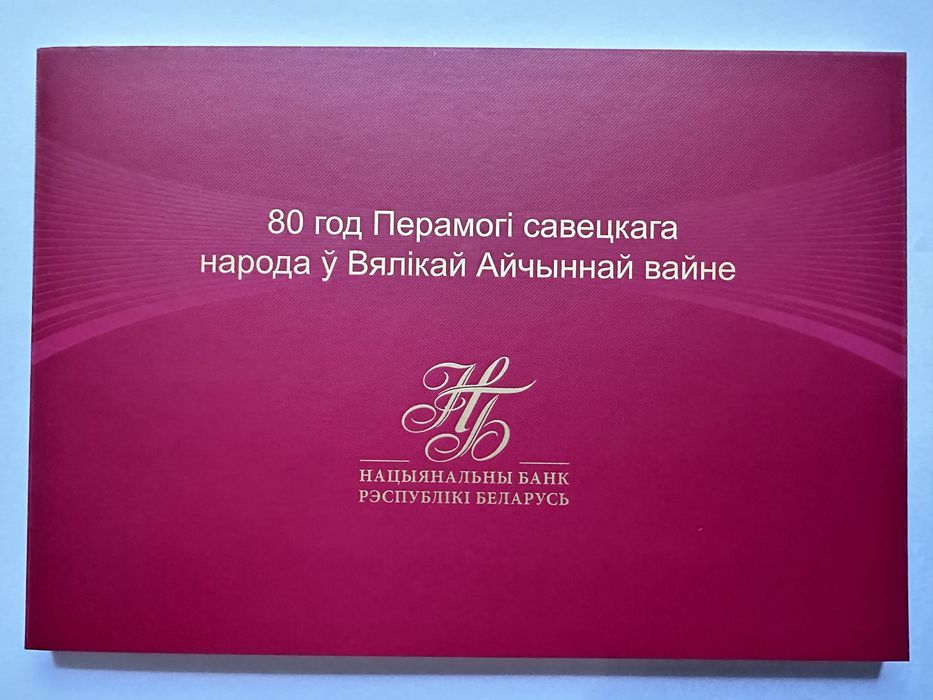 80 год Перамогі савецкага
народа ў Вялікай Айчыннай вайне
НБ
НАЦЫЯНАЛЬНЫ БАНК
РЭСПУБЛІКІ БЕЛАРУСЬ